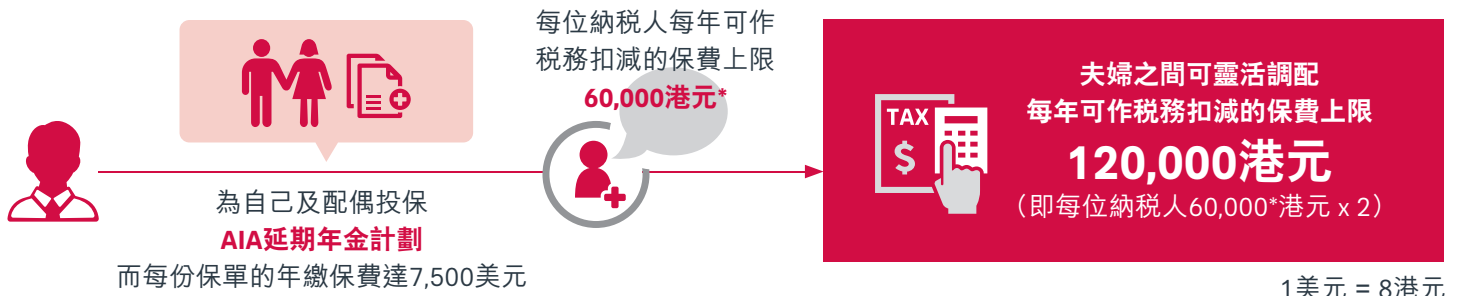 為自己及配偶投保
AIA延期年金計劃
而每份保單的年繳保費達7,500美元
每位納税人每年可作
税務扣減的保費上限
60,000港元*
TAX
$
夫婦之間可靈活調配
每年可作税務扣減的保費上限
120,000港元
（即每位納税人60,000*港元 x 2）
1美元 = 8港元